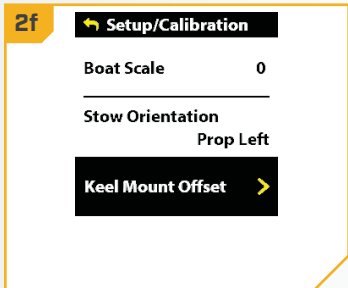 2f
Setup/Calibration
Boat Scale 0
Stow Orientation
Prop Left
Keel Mount Offset